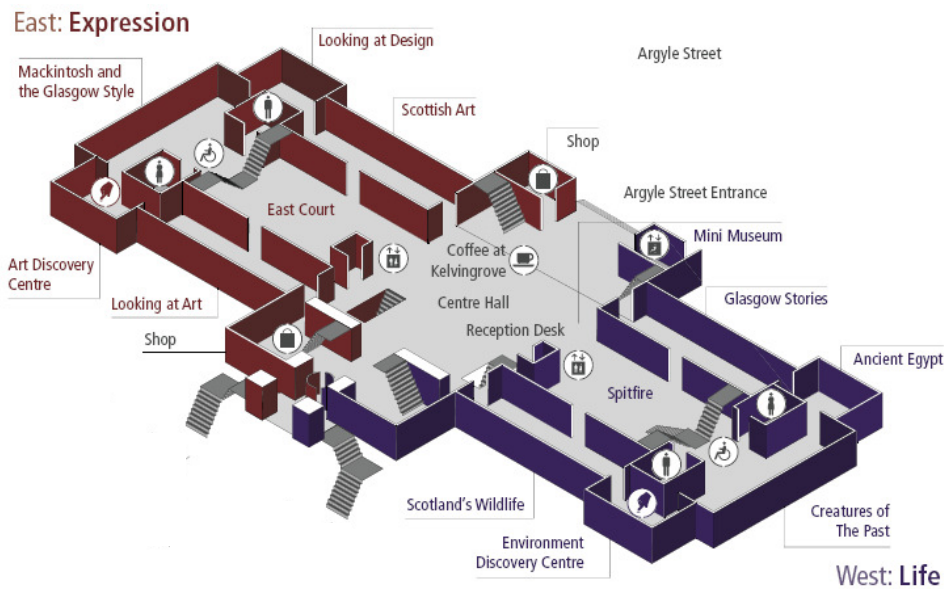 East: Expression
Looking at Design
Argyle Street
Mackintosh and
the Glasgow Style
Scottish Art
Shop
Argyle Street Entrance
East Court
Mini Museum
Coffee at
Kelvingrove
Art Discovery
Centre
Looking at Art
Centre Hall
Glasgow Stories
Reception Desk
Shop
Ancient Egypt
Spitfire
Scotland's Wildlife
Creatures of
The Past
Environment
Discovery Centre
West: Life